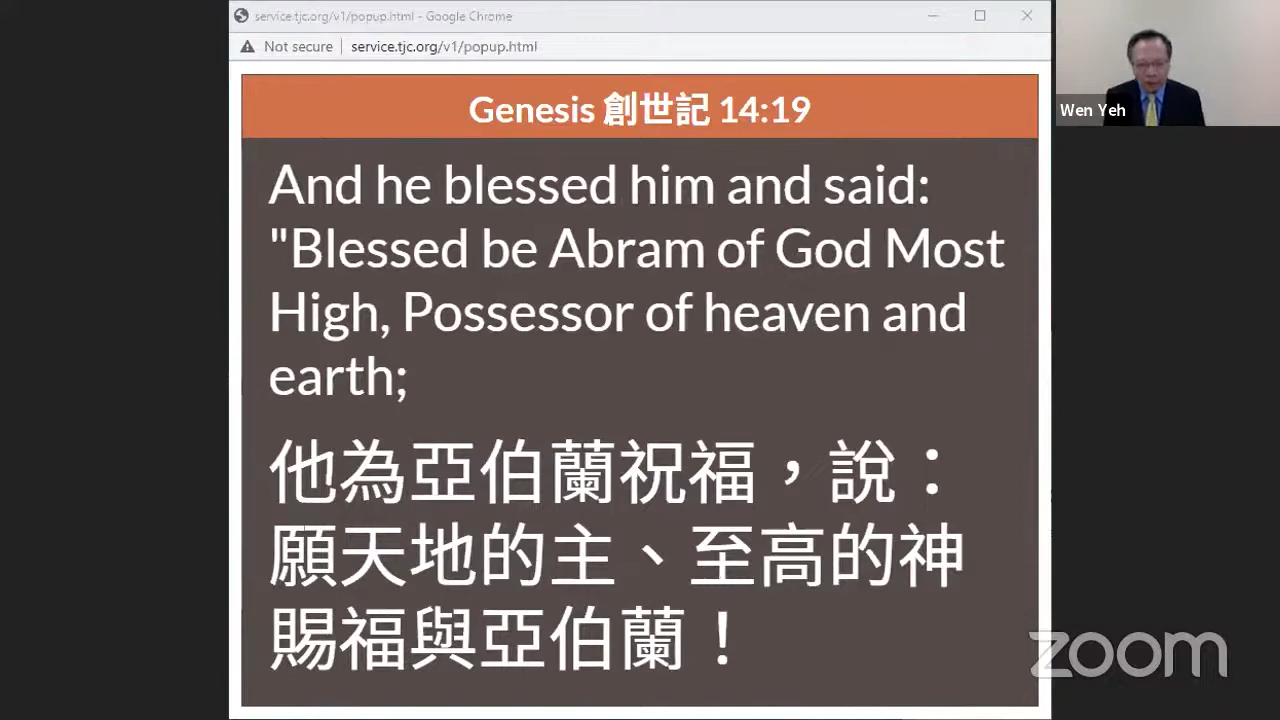 service.tjc.org/v1/popup.html - Google Chrome
Not secure | service.tjc.org/v1/popup.html
Wen Yeh
Genesis 創世記 14:19
And he blessed him and said:
"Blessed be Abram of God Most
High, Possessor of heaven and
earth;
他為亞伯蘭祝福，說：
願天地的主、至高的神
賜福與亞伯蘭！
zoom